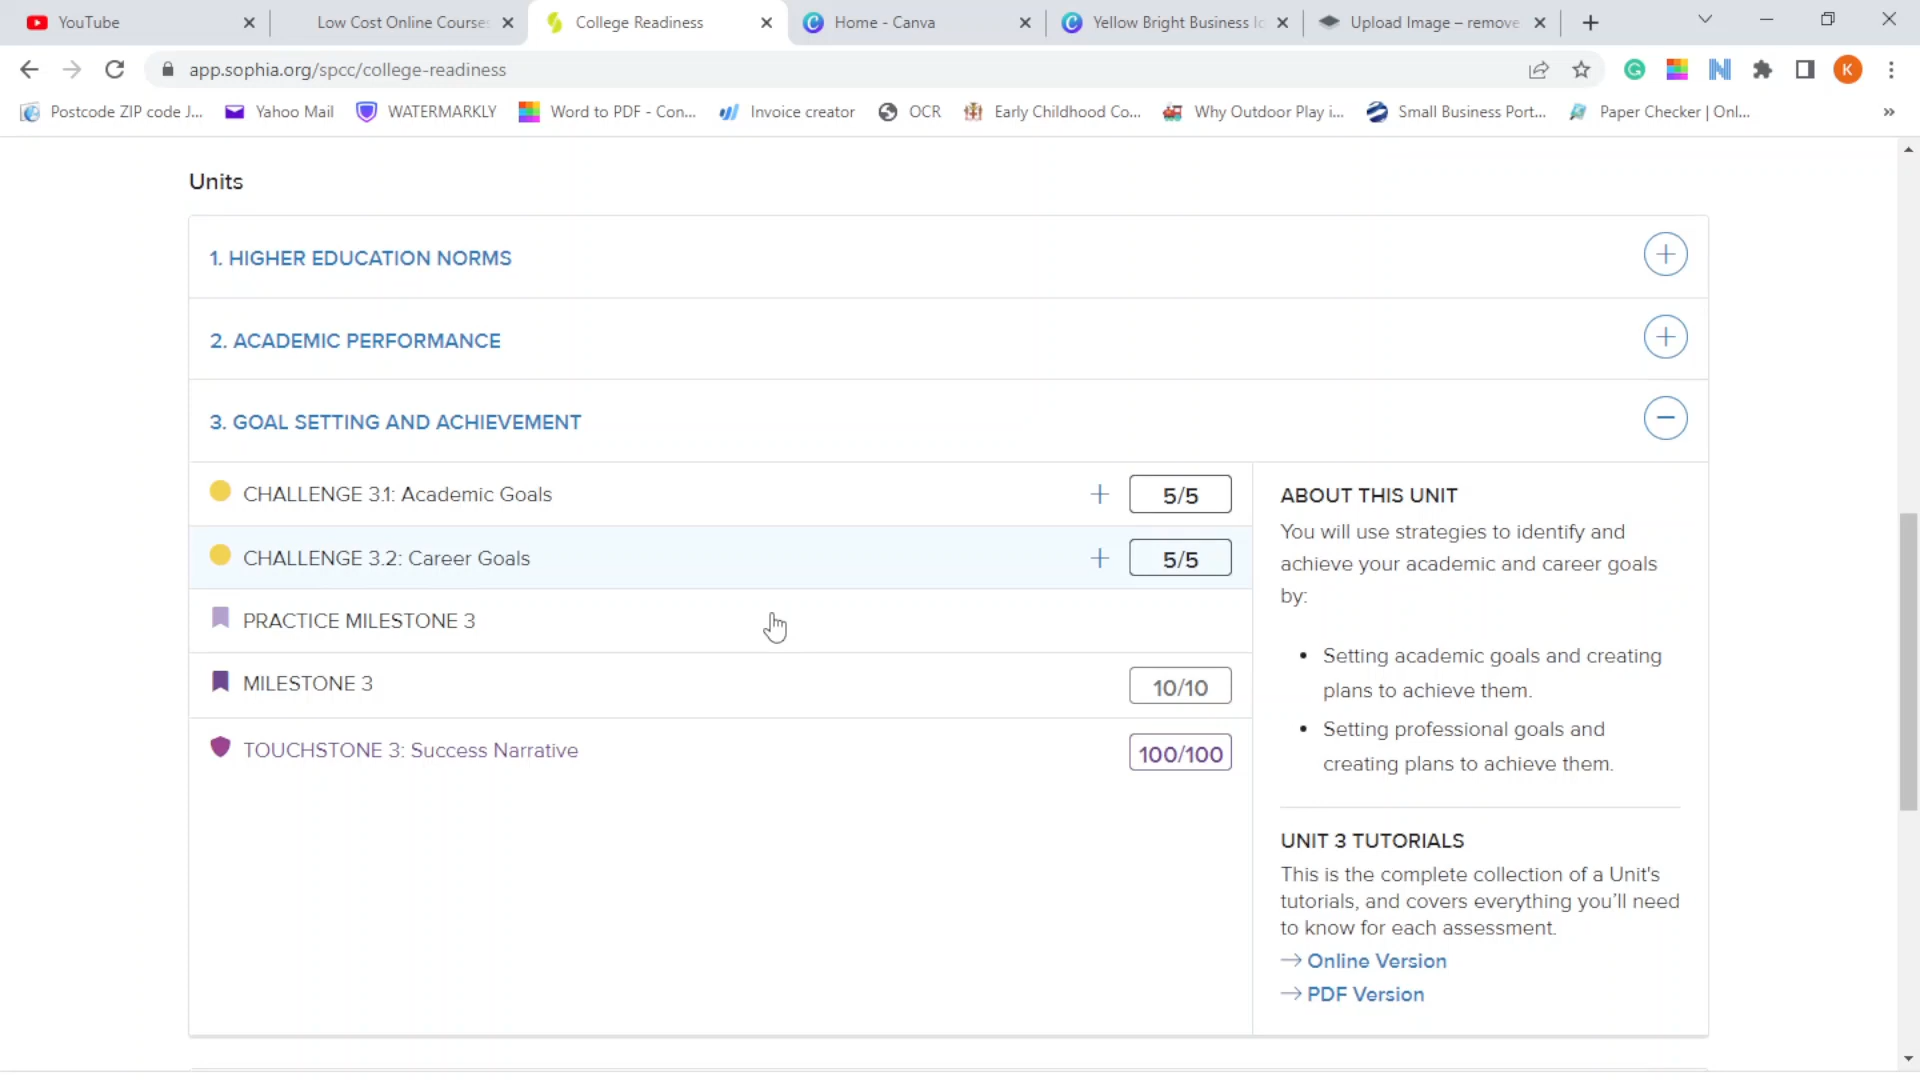 YouTube
Low Cost Online Courses
College Readiness
Home - Canva
Yellow Bright Business Ic
Upload Image – remove
app.sophia.org/spcc/college-readiness
K
Postcode ZIP code J...
Yahoo Mail
WATERMARKLY
Word to PDF - Con...
Invoice creator
OCR
Early Childhood Co...
Why Outdoor Play i...
Small Business Port...
Paper Checker | Onl...
»
Units
1. HIGHER EDUCATION NORMS
2. ACADEMIC PERFORMANCE
3. GOAL SETTING AND ACHIEVEMENT
CHALLENGE 3.1: Academic Goals
5/5
CHALLENGE 3.2: Career Goals
5/5
PRACTICE MILESTONE 3
MILESTONE 3
10/10
TOUCHSTONE 3: Success Narrative
100/100
ABOUT THIS UNIT
You will use strategies to identify and
achieve your academic and career goals
by:
• Setting academic goals and creating
plans to achieve them.
• Setting professional goals and
creating plans to achieve them.
UNIT 3 TUTORIALS
This is the complete collection of a Unit's
tutorials, and covers everything you'll need
to know for each assessment.
→ Online Version
→ PDF Version